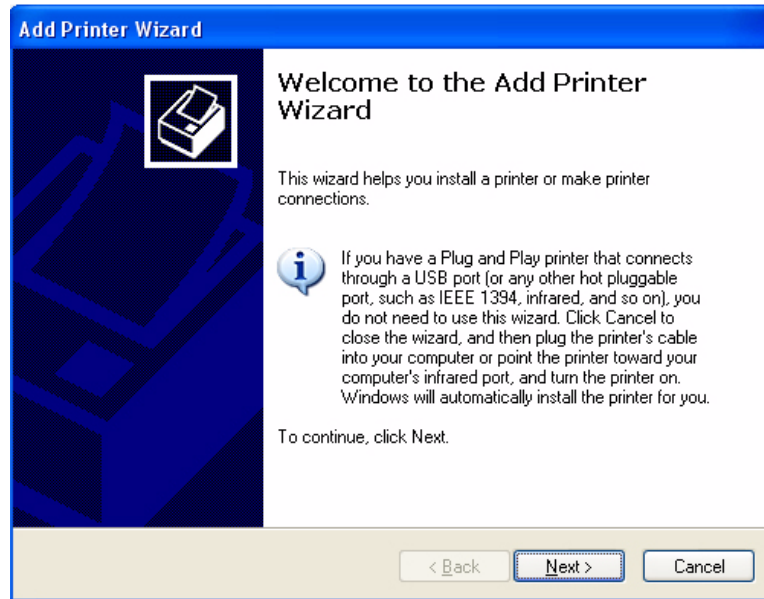 Add Printer Wizard
Welcome to the Add Printer
Wizard
This wizard helps you install a printer or make printer
connections.
If you have a Plug and Play printer that connects
through a USB port (or any other hot pluggable
port, such as IEEE 1394, infrared, and so on), you
do not need to use this wizard. Click Cancel to
close the wizard, and then plug the printer's cable
into your computer or point the printer toward your
computer's infrared port, and turn the printer on.
Windows will automatically install the printer for you.
To continue, click Next.
< Back Next > Cancel